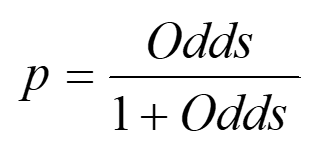 p = Odds / 1 + Odds